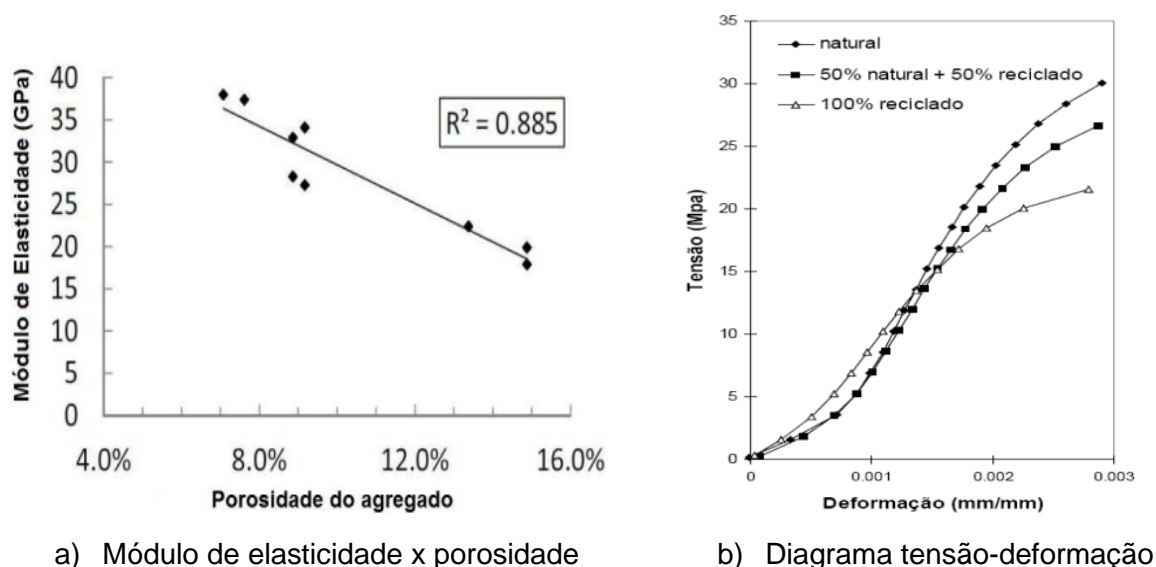 Módulo de Elasticidade (GPa)
40
35
30
25
20
15
10
5
0
R² = 0.885
4.0%
8.0%
12.0%
16.0%
Porosidade do agregado
a) Módulo de elasticidade x porosidade
Tensão (Mpa)
35
30
25
20
15
10
5
0
natural
50% natural + 50% reciclado
100% reciclado
0
0.001
0.002
0.003
Deformação (mm/mm)
b) Diagrama tensão-deformação